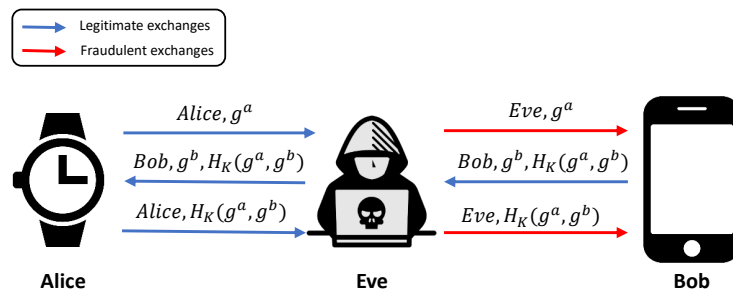 Legitimate exchanges
Fraudulent exchanges
Alice, g^a
Eve, g^a
Bob, g^b, H_K(g^a, g^b)
Bob, g^b, H_K(g^a, g^b)
Alice, H_K(g^a, g^b)
Eve, H_K(g^a, g^b)
Alice
Eve
Bob